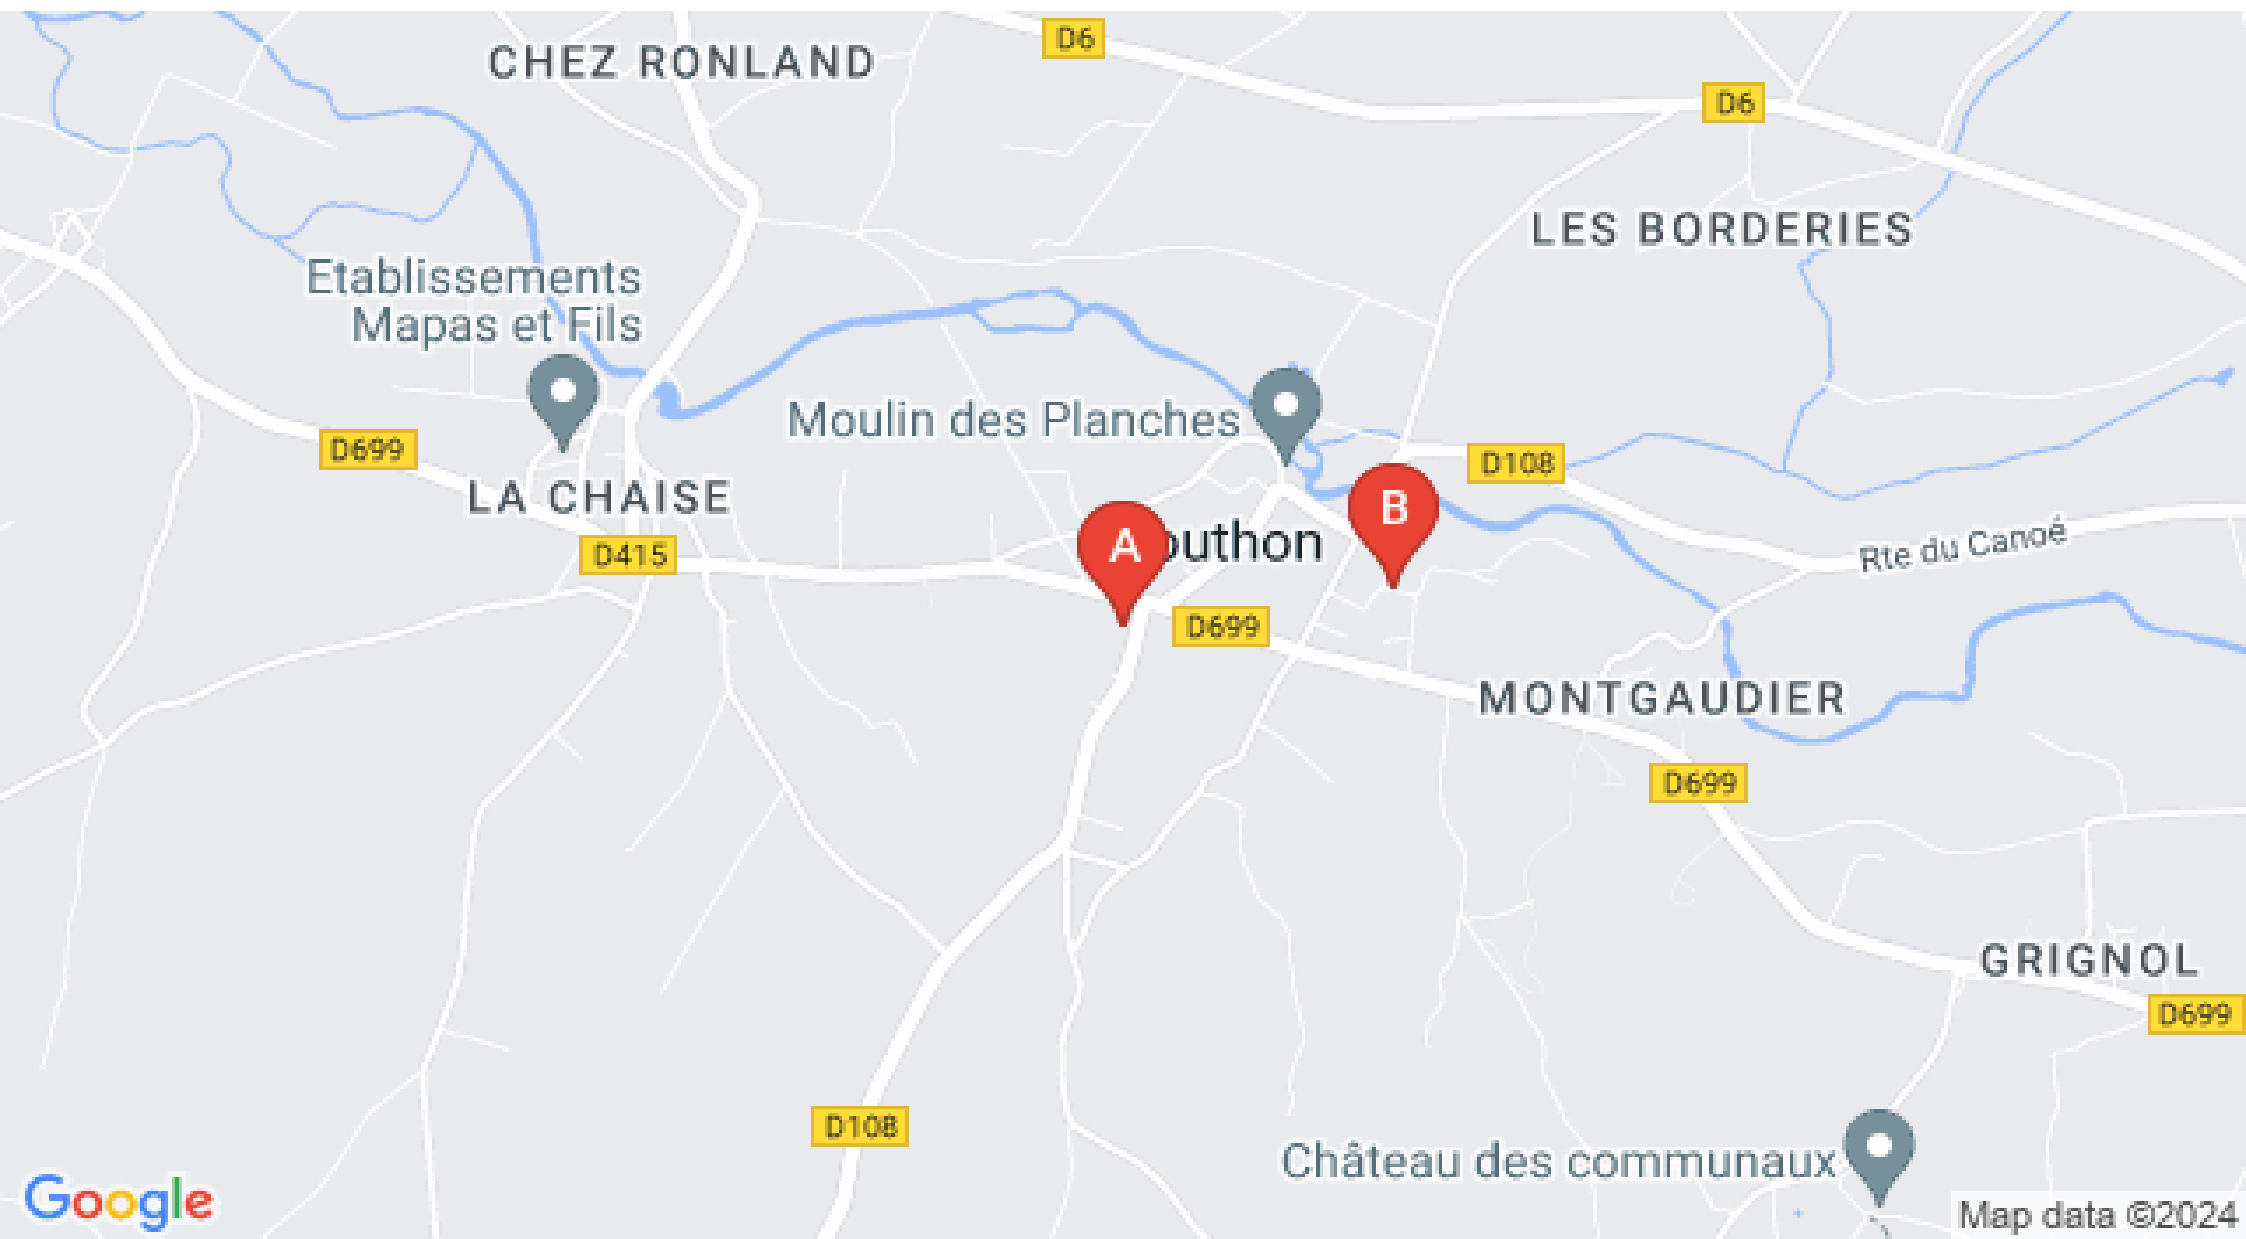 D6
CHEZ RONLAND
D6
LES BORDERIES
Etablissements
Mapas et Fils
Moulin des Planches
D699
D108
LA CHAISE
B
A
outhon
D415
Rte du Canoé
D699
MONTGAUDIER
D699
GRIGNOL
D699
D108
Château des communaux
Google
Map data ©2024